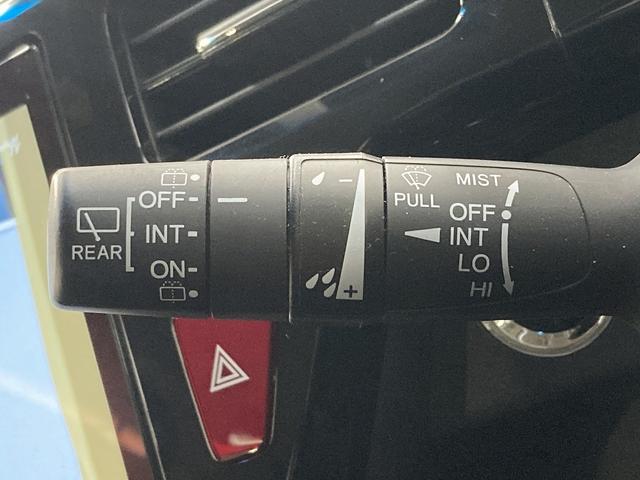 REAR
OFF
INT
ON
−
+
PULL
MIST
OFF
INT
LO
HI